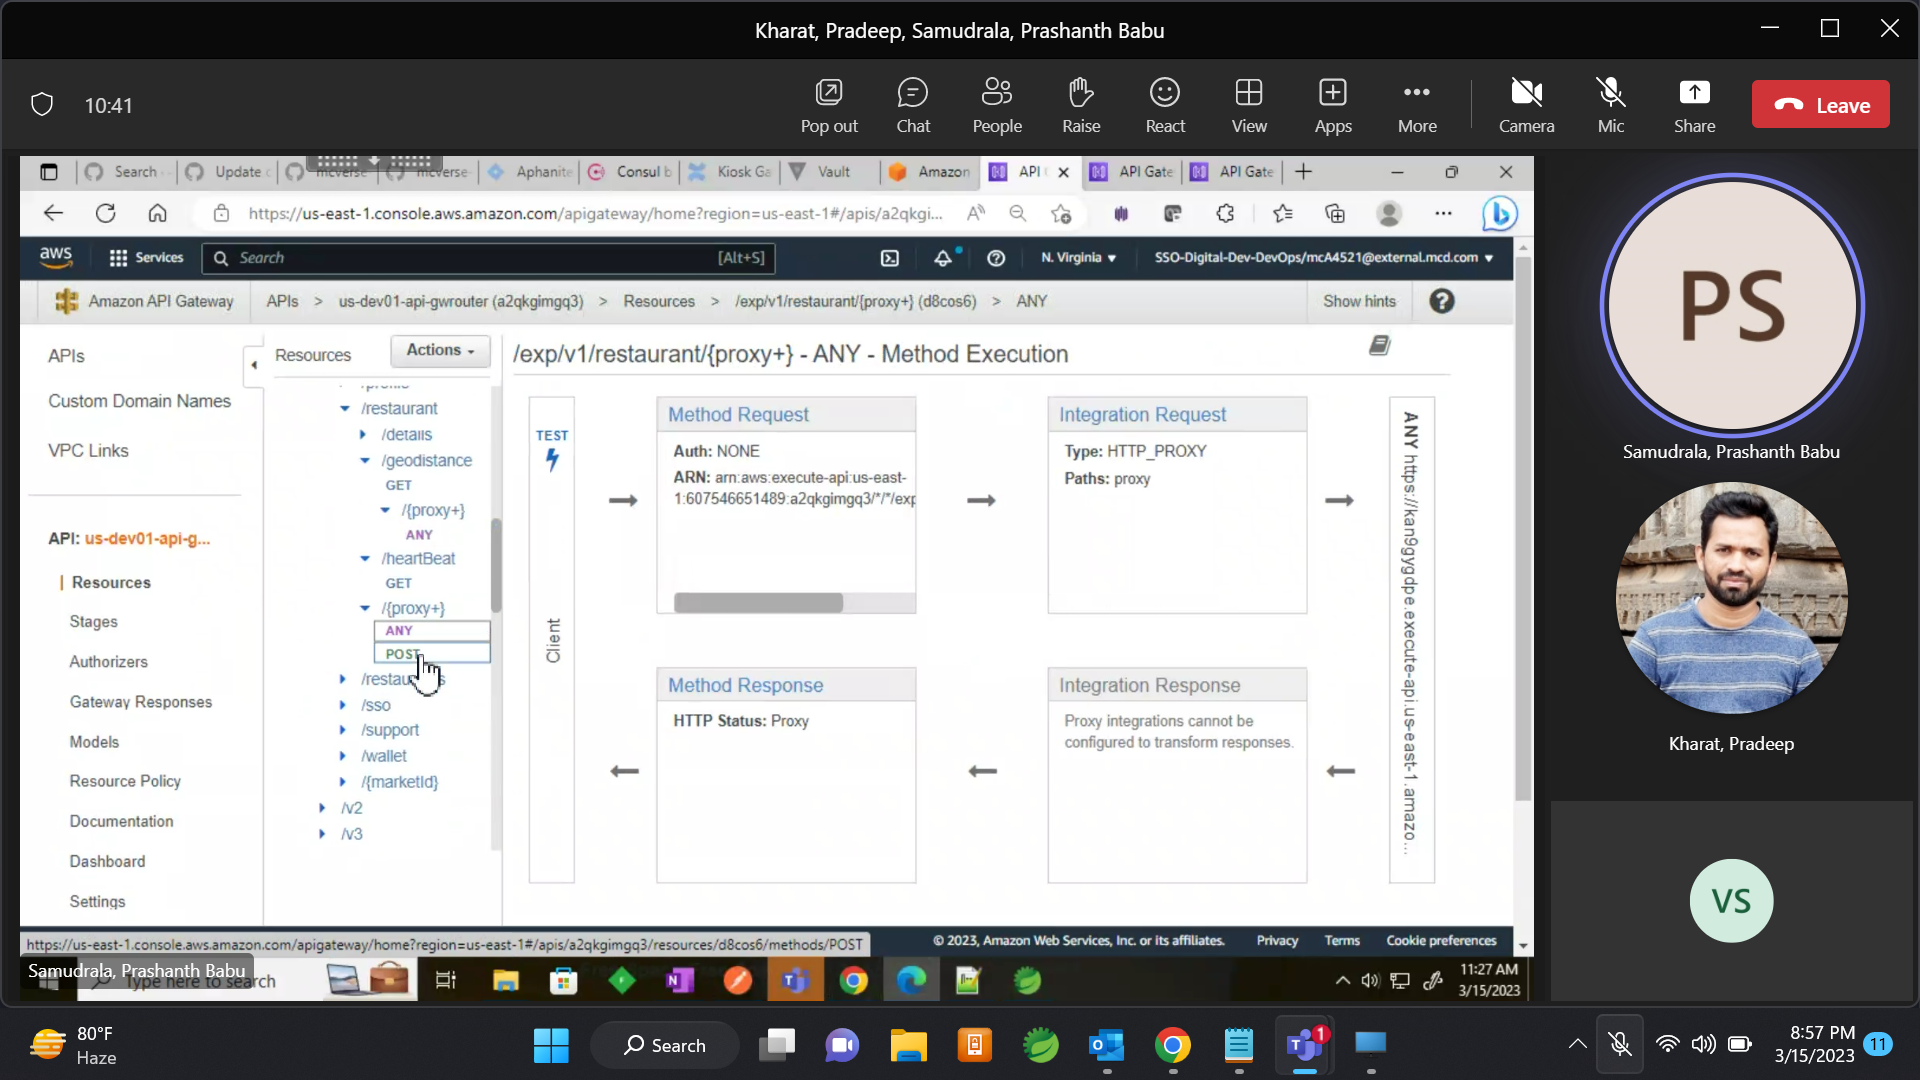 Kharat, Pradeep, Samudrala, Prashanth Babu
10:41
Pop out
Chat
People
Raise
React
View
Apps
More
Camera
Mic
Share
Leave
Search
Update c
mcverse-
mcverse-
Aphanite
Consul b
Kiosk Ga
Vault
Amazon
API (
API Gate
API Gate
https://us-east-1.console.aws.amazon.com/apigateway/home?region=us-east-1#/apis/a2qkgi...
aws
Services
Search
[Alt+S]
N. Virginia
SSO-Digital-Dev-DevOps/mcA4521@external.mcd.com
Amazon API Gateway
APIs > us-dev01-api-gwrouter (a2qkgimgq3) > Resources > /exp/v1/restaurant/{proxy+} (d8cos6) > ANY
Show hints
APIs
Custom Domain Names
VPC Links
API: us-dev01-api-g...
Resources
Stages
Authorizers
Gateway Responses
Models
Resource Policy
Documentation
Dashboard
Settings
Resources
Actions
/profile
/restaurant
/details
/geodistance
GET
/{proxy+}
ANY
/heartBeat
GET
/{proxy+}
ANY
POST
/sso
/support
/wallet
/{marketId}
/v2
/v3
/exp/v1/restaurant/{proxy+} - ANY - Method Execution
TEST
Client
Method Request
Auth: NONE
ARN: arn:aws:execute-api:us-east-
1:607546651489:a2qkgimgq3/*/*/exp
Integration Request
Type: HTTP_PROXY
Paths: proxy
Method Response
HTTP Status: Proxy
Integration Response
Proxy integrations cannot be
configured to transform responses.
ANY https://kan9gygdpe.execute-api.us-east-1.amazo...
https://us-east-1.console.aws.amazon.com/apigateway/home?region=us-east-1#/apis/a2qkgimgq3/resources/d8cos6/methods/POST
© 2023, Amazon Web Services, Inc. or its affiliates.
Privacy
Terms
Cookie preferences
Samudrala, Prashanth Babu
Type here to search
11:27 AM
3/15/2023
PS
Samudrala, Prashanth Babu
Kharat, Pradeep
VS
80°F
Haze
Search
1
8:57 PM
3/15/2023
11